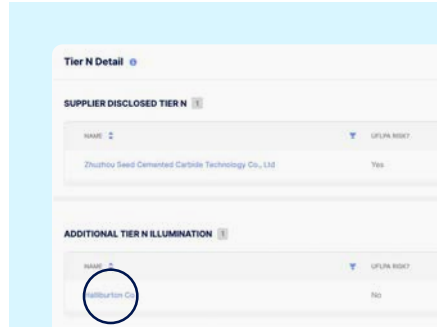 Tier N Detail
SUPPLIER DISCLOSED TIER N 1
NAME UFLPA RISK?
Zhuzhou Seed Cemented Carbide Technology Co., Ltd Yes
ADDITIONAL TIER N ILLUMINATION 1
NAME UFLPA RISK?
Halliburton Co No